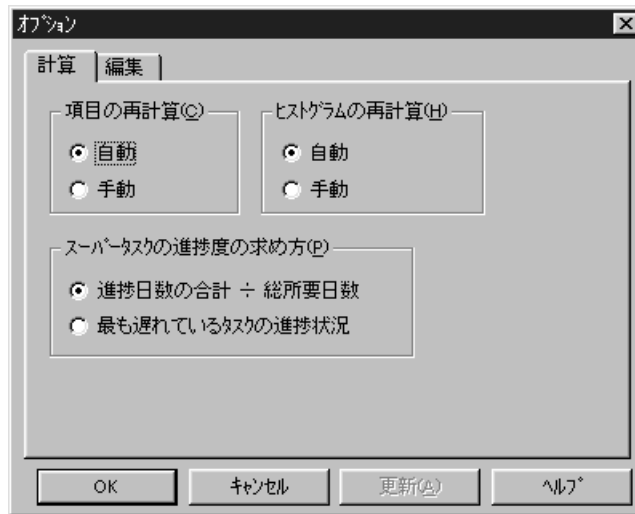 ｵﾌﾟｼｮﾝ
計算 編集
項目の再計算(C) ﾋｽﾄｸﾞﾗﾑの再計算(H)
自動 自動
手動 手動
ｽｰﾊﾟｰﾀｽｸの進捗度の求め方(P)
進捗日数の合計 ÷ 総所要日数
最も遅れているﾀｽｸの進捗状況
OK ｷｬﾝｾﾙ 更新(A) ﾍﾙﾌﾟ